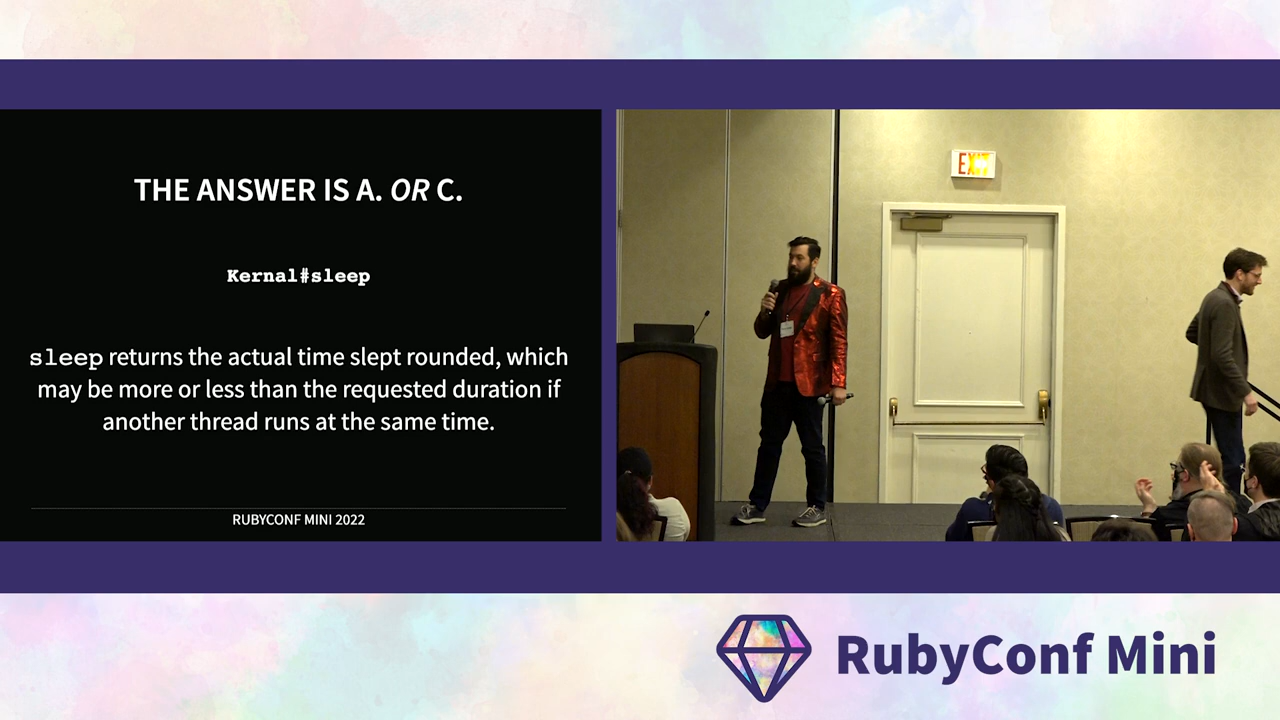 THE ANSWER IS A. OR C.
Kernal#sleep
sleep returns the actual time slept rounded, which
may be more or less than the requested duration if
another thread runs at the same time.
RUBYCONF MINI 2022
EXIT
RubyConf Mini